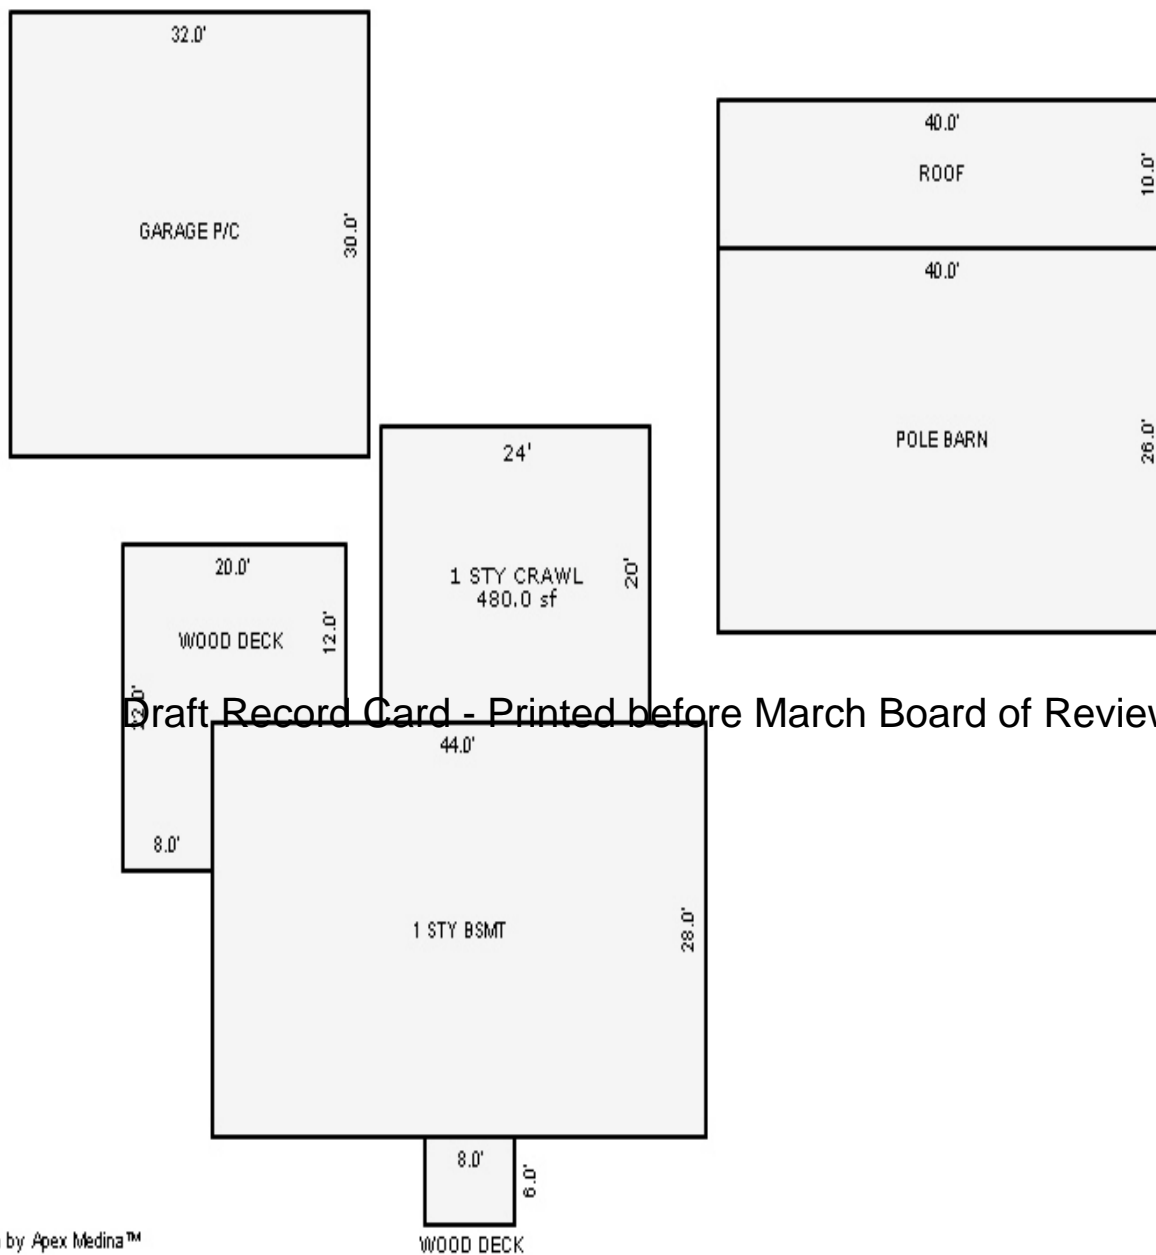 32.0'
GARAGE P/C
30.0'
40.0'
ROOF
10.0'
40.0'
POLE BARN
26.0'
24'
1 STY CRAWL
480.0 sf
20'
20.0'
WOOD DECK
12.0'
22.0'
8.0'
Draft Record Card - Printed before March Board of Review
44.0'
1 STY BSMT
28.0'
8.0'
6.0'
WOOD DECK
by Apex Medina™